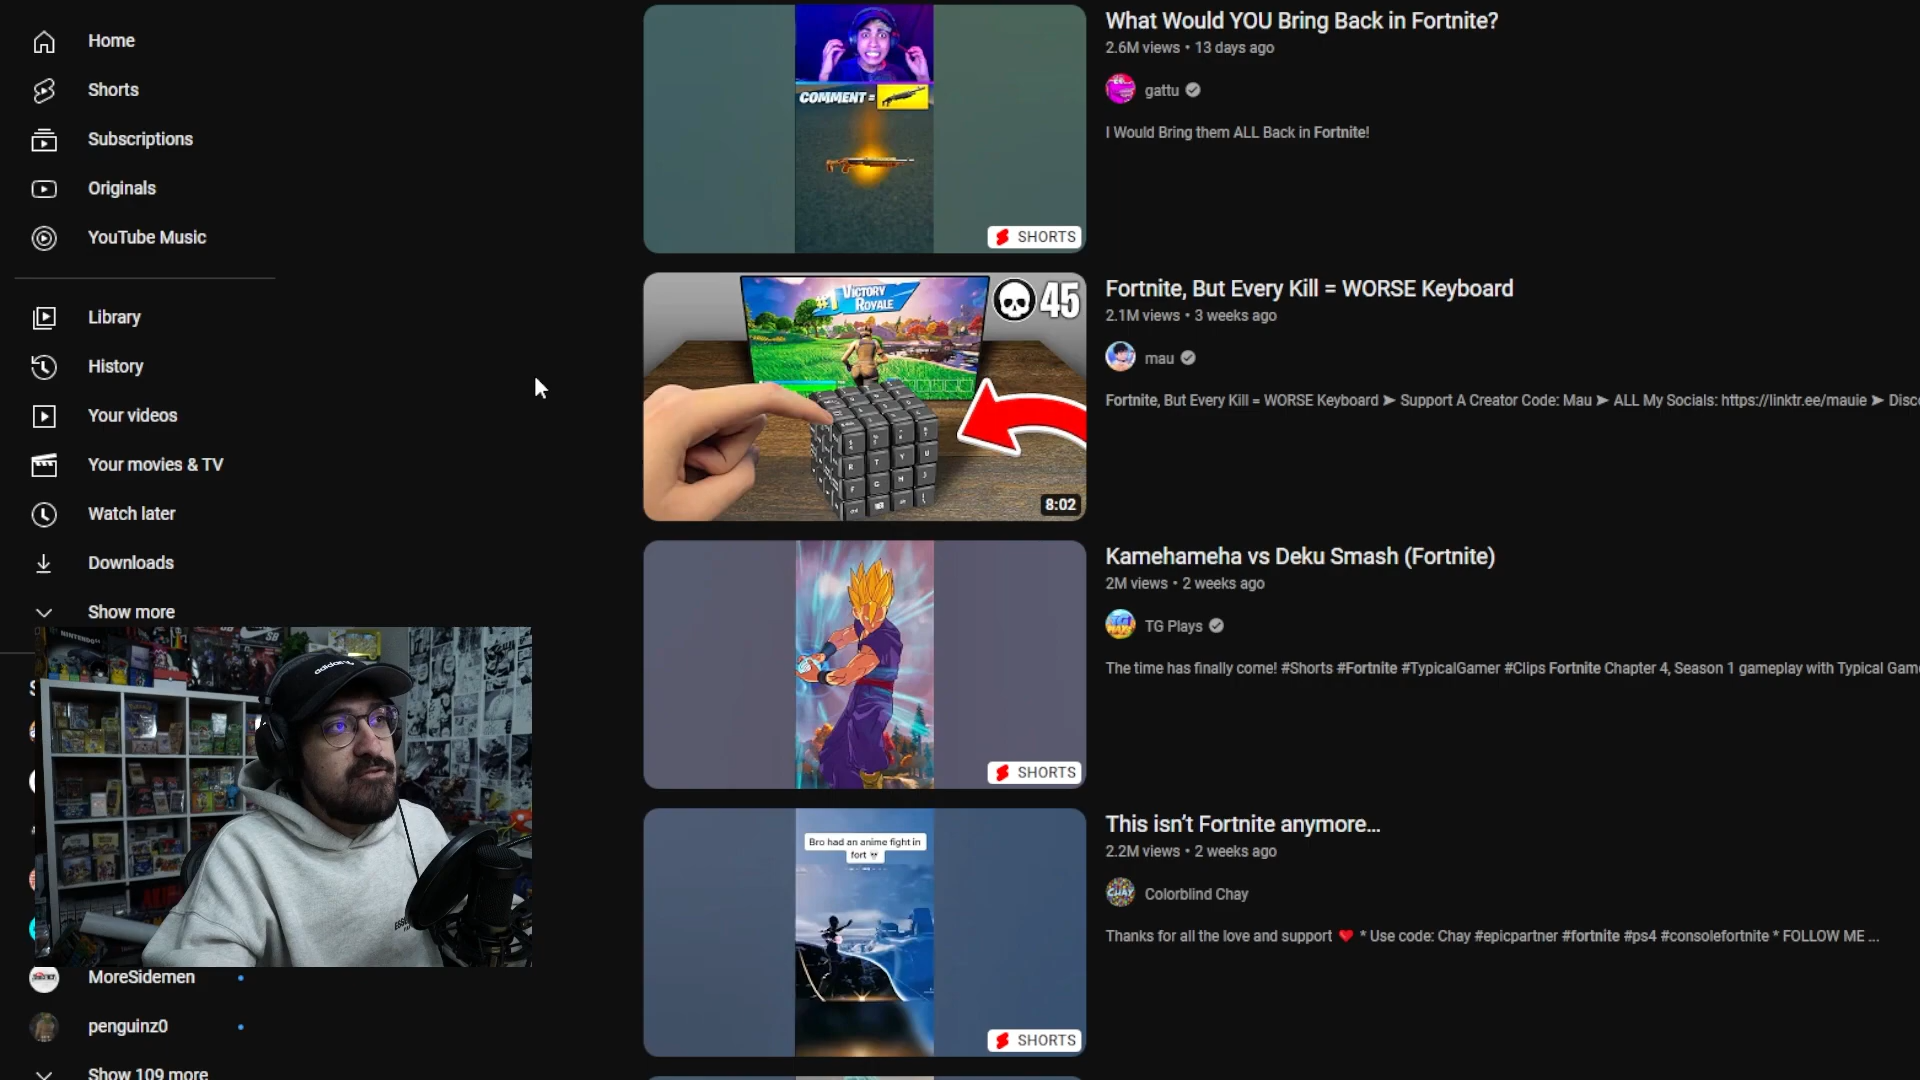 Home
Shorts
Subscriptions
Originals
YouTube Music
Library
History
Your videos
Your movies & TV
Watch later
Downloads
Show more
MoreSidemen
penguinz0
Show 109 more
COMMENT =
SHORTS
What Would YOU Bring Back in Fortnite?
2.6M views • 13 days ago
gattu
I Would Bring them ALL Back in Fortnite!
#1 VICTORY ROYALE
45
8:02
Fortnite, But Every Kill = WORSE Keyboard
2.1M views • 3 weeks ago
mau
Fortnite, But Every Kill = WORSE Keyboard ➤ Support A Creator Code: Mau ➤ ALL My Socials: https://linktr.ee/mauie ➤ Disc
SHORTS
Kamehameha vs Deku Smash (Fortnite)
2M views • 2 weeks ago
TG Plays
The time has finally come! #Shorts #Fortnite #TypicalGamer #Clips Fortnite Chapter 4, Season 1 gameplay with Typical Gam
Bro had an anime fight in
fort
SHORTS
This isn't Fortnite anymore...
2.2M views • 2 weeks ago
CHAY
Colorblind Chay
Thanks for all the love and support ❤ * Use code: Chay #epicpartner #fortnite #ps4 #consolefortnite * FOLLOW ME ...
adidas